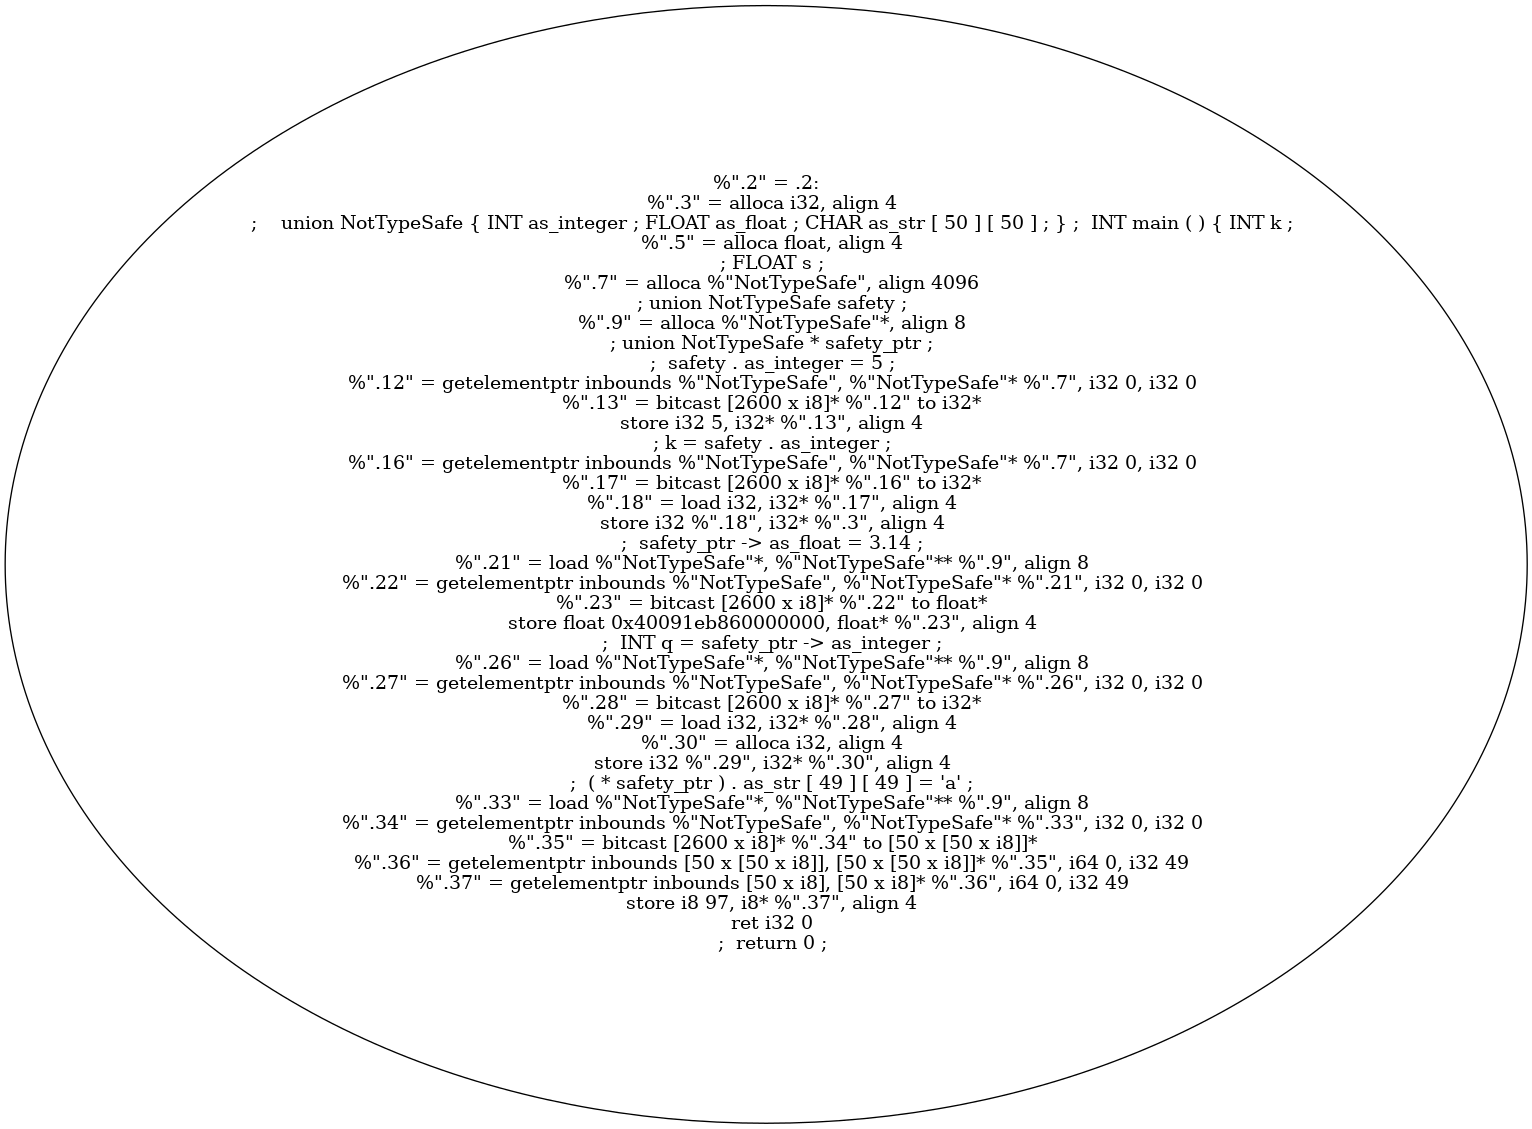 %".2" = .2:
%".3" = alloca i32, align 4
;    union NotTypeSafe { INT as_integer ; FLOAT as_float ; CHAR as_str [ 50 ] [ 50 ] ; } ;  INT main ( ) { INT k ;
%".5" = alloca float, align 4
; FLOAT s ;
%".7" = alloca %"NotTypeSafe", align 4096
; union NotTypeSafe safety ;
%".9" = alloca %"NotTypeSafe"*, align 8
; union NotTypeSafe * safety_ptr ;
;  safety . as_integer = 5 ;
%".12" = getelementptr inbounds %"NotTypeSafe", %"NotTypeSafe"* %".7", i32 0, i32 0
%".13" = bitcast [2600 x i8]* %".12" to i32*
store i32 5, i32* %".13", align 4
; k = safety . as_integer ;
%".16" = getelementptr inbounds %"NotTypeSafe", %"NotTypeSafe"* %".7", i32 0, i32 0
%".17" = bitcast [2600 x i8]* %".16" to i32*
%".18" = load i32, i32* %".17", align 4
store i32 %".18", i32* %".3", align 4
;  safety_ptr -> as_float = 3.14 ;
%".21" = load %"NotTypeSafe"*, %"NotTypeSafe"** %".9", align 8
%".22" = getelementptr inbounds %"NotTypeSafe", %"NotTypeSafe"* %".21", i32 0, i32 0
%".23" = bitcast [2600 x i8]* %".22" to float*
store float 0x40091eb860000000, float* %".23", align 4
;  INT q = safety_ptr -> as_integer ;
%".26" = load %"NotTypeSafe"*, %"NotTypeSafe"** %".9", align 8
%".27" = getelementptr inbounds %"NotTypeSafe", %"NotTypeSafe"* %".26", i32 0, i32 0
%".28" = bitcast [2600 x i8]* %".27" to i32*
%".29" = load i32, i32* %".28", align 4
%".30" = alloca i32, align 4
store i32 %".29", i32* %".30", align 4
;  ( * safety_ptr ) . as_str [ 49 ] [ 49 ] = 'a' ;
%".33" = load %"NotTypeSafe"*, %"NotTypeSafe"** %".9", align 8
%".34" = getelementptr inbounds %"NotTypeSafe", %"NotTypeSafe"* %".33", i32 0, i32 0
%".35" = bitcast [2600 x i8]* %".34" to [50 x [50 x i8]]*
%".36" = getelementptr inbounds [50 x [50 x i8]], [50 x [50 x i8]]* %".35", i64 0, i32 49
%".37" = getelementptr inbounds [50 x i8], [50 x i8]* %".36", i64 0, i32 49
store i8 97, i8* %".37", align 4
ret i32 0
;  return 0 ;